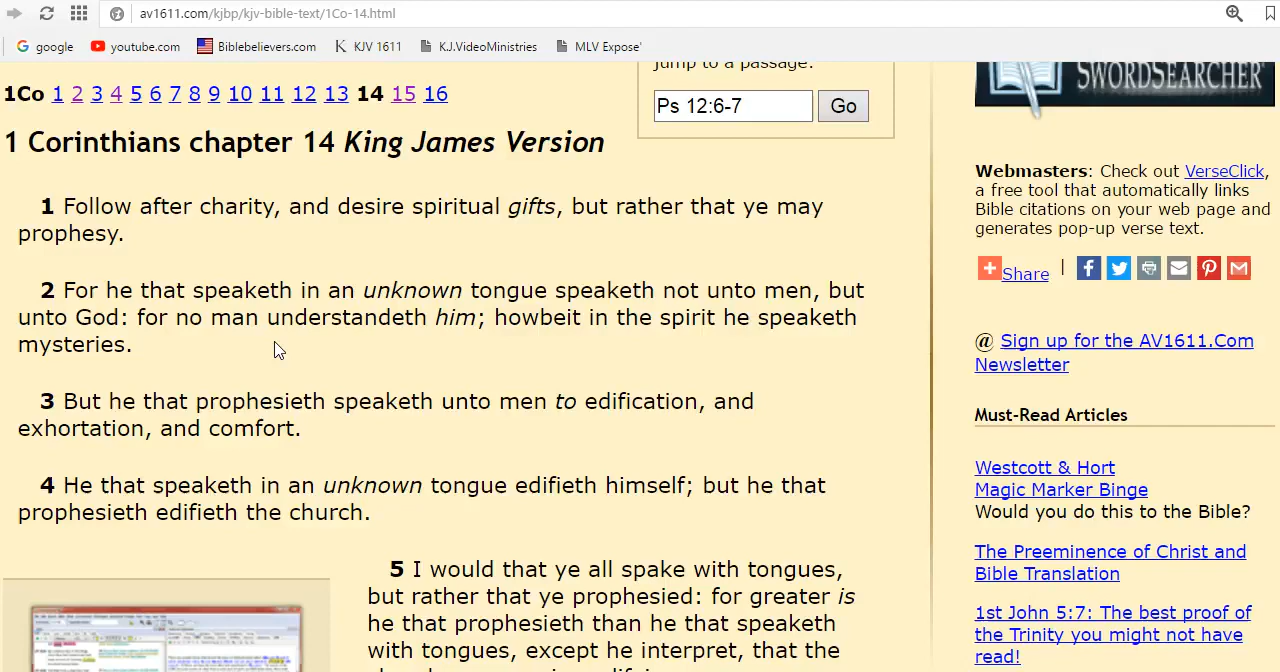 av1611.com/kjbp/kjv-bible-text/1Co-14.html
google youtube.com Biblebelievers.com KJV 1611 K.J.VideoMinistries MLV Expose'
Jump to a passage:
Ps 12:6-7 Go
1Co 1 2 3 4 5 6 7 8 9 10 11 12 13 14 15 16
1 Corinthians chapter 14 King James Version
1 Follow after charity, and desire spiritual gifts, but rather that ye may
prophesy.
2 For he that speaketh in an unknown tongue speaketh not unto men, but
unto God: for no man understandeth him; howbeit in the spirit he speaketh
mysteries.
3 But he that prophesieth speaketh unto men to edification, and
exhortation, and comfort.
4 He that speaketh in an unknown tongue edifieth himself; but he that
prophesieth edifieth the church.
5 I would that ye all spake with tongues,
but rather that ye prophesied: for greater is
he that prophesieth than he that speaketh
with tongues, except he interpret, that the
SWORDSEARCHER
Webmasters: Check out VerseClick,
a free tool that automatically links
Bible citations on your web page and
generates pop-up verse text.
Share |
@ Sign up for the AV1611.Com
Newsletter
Must-Read Articles
Westcott & Hort
Magic Marker Binge
Would you do this to the Bible?
The Preeminence of Christ and
Bible Translation
1st John 5:7: The best proof of
the Trinity you might not have
read!